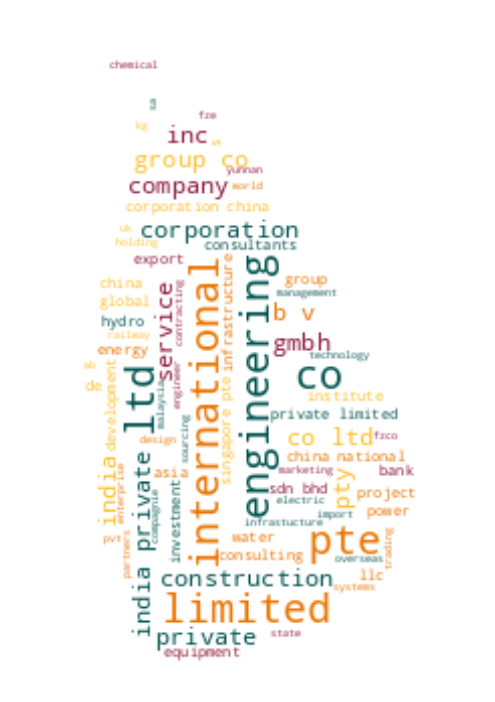 chemical
fze
kg
inc
group co
yunnan
company
world
corporation china
uk
corporation
holding
consultants
export
china
global
hydro
railway
energy
ab
de
service
contracting
engineer
international
infrastructure
singapore pte
engineering
group
management
b v
gmbh
technology
co
institute
private limited
co ltd
fzco
china national
marketing
bank
sdn bhd
electric
pty
project
import
power
infrastucture
development
ltd
malaysia
design
sourcing
asia
india
enterprise
india private
compagnie
investment
pvt
partners
water
consulting
pte
overseas
trading
construction
llc
systems
limited
private
state
equipment